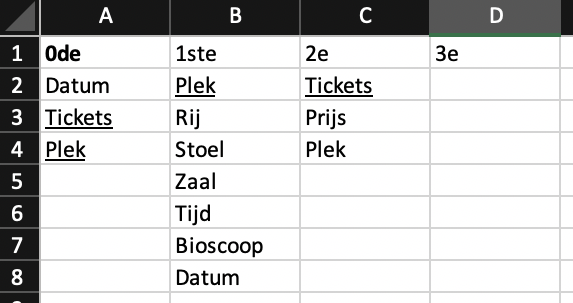 A B C D
1 0de 1ste 2e 3e
2 Datum Plek Tickets
3 Tickets Rij Prijs
4 Plek Stoel Plek
5 Zaal
6 Tijd
7 Bioscoop
8 Datum